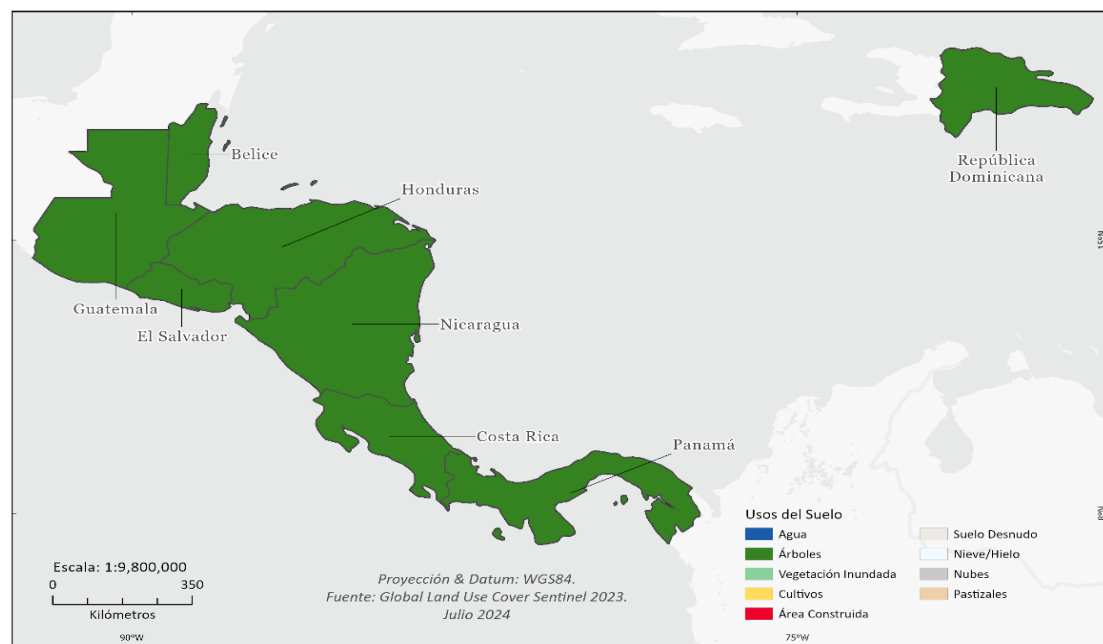 Belice
Honduras
República
Dominicana
15°N
Guatemala
El Salvador
Nicaragua
Costa Rica
Panamá
8°N
Usos del Suelo
Agua
Árboles
Vegetación Inundada
Cultivos
Área Construida
Suelo Desnudo
Nieve/Hielo
Nubes
Pastizales
Escala: 1:9,800,000
0 350
Kilómetros
Proyección & Datum: WGS84.
Fuente: Global Land Use Cover Sentinel 2023.
Julio 2024
90°W
75°W